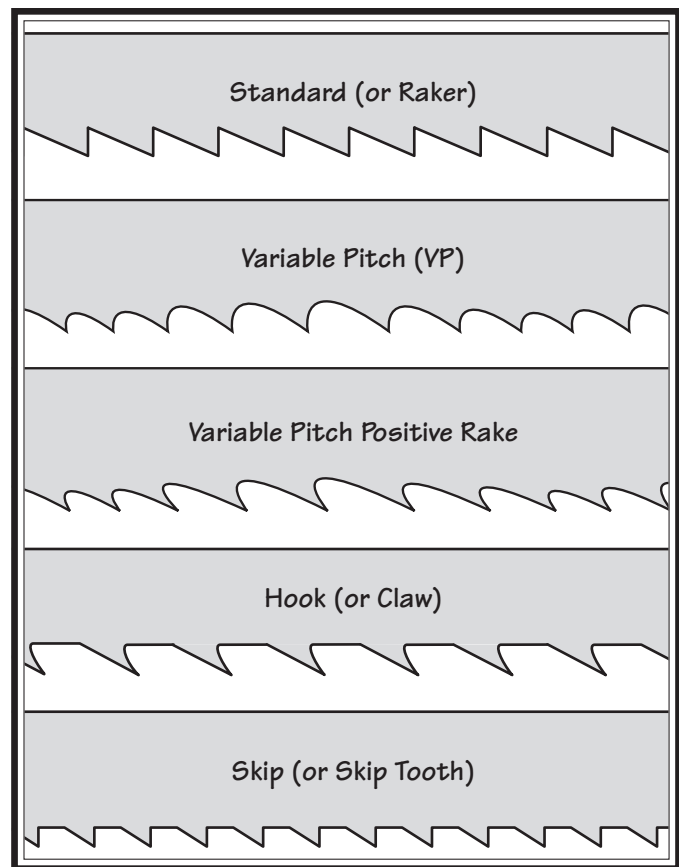 Standard (or Raker)
Variable Pitch (VP)
Variable Pitch Positive Rake
Hook (or Claw)
Skip (or Skip Tooth)